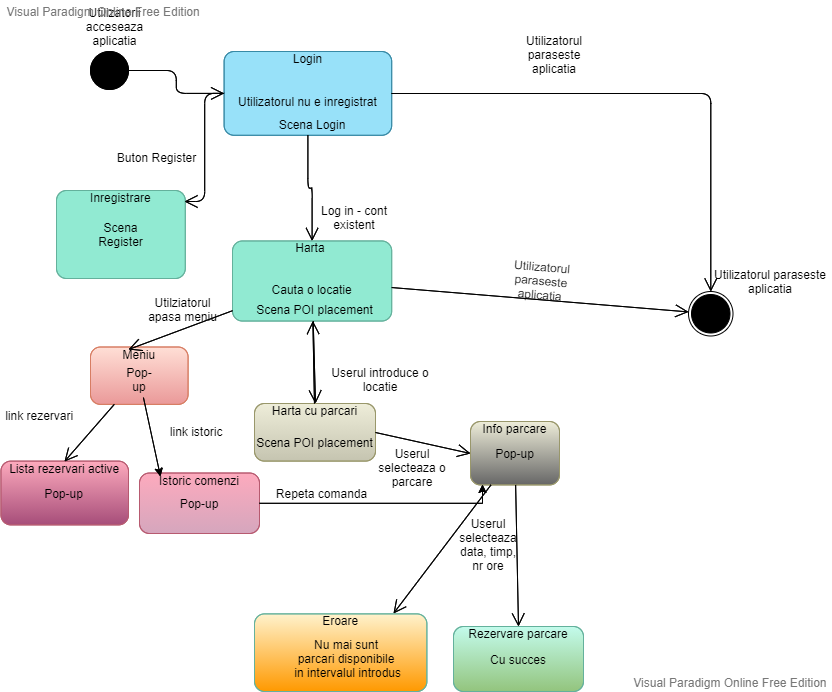 Visual Paradigm Online Free Edition
Utilizatorii
acceseaza
aplicatia
Login
Utilizatorul nu e inregistrat
Scena Login
Utilizatorul
paraseste
aplicatia
Buton Register
Inregistrare
Scena
Register
Log in - cont
existent
Harta
Cauta o locatie
Scena POI placement
Utilizatorul
paraseste
aplicatia
Utilizatorul paraseste
aplicatia
Utilziatorul
apasa meniu
Meniu
Pop-
up
Userul introduce o
locatie
link rezervari
link istoric
Harta cu parcari
Scena POI placement
Userul
selecteaza o
parcare
Info parcare
Pop-up
Lista rezervari active
Pop-up
Istoric comenzi
Pop-up
Repeta comanda
Userul
selecteaza
data, timp,
nr ore
Eroare
Nu mai sunt
parcari disponibile
in intervalul introdus
Rezervare parcare
Cu succes
Visual Paradigm Online Free Edition